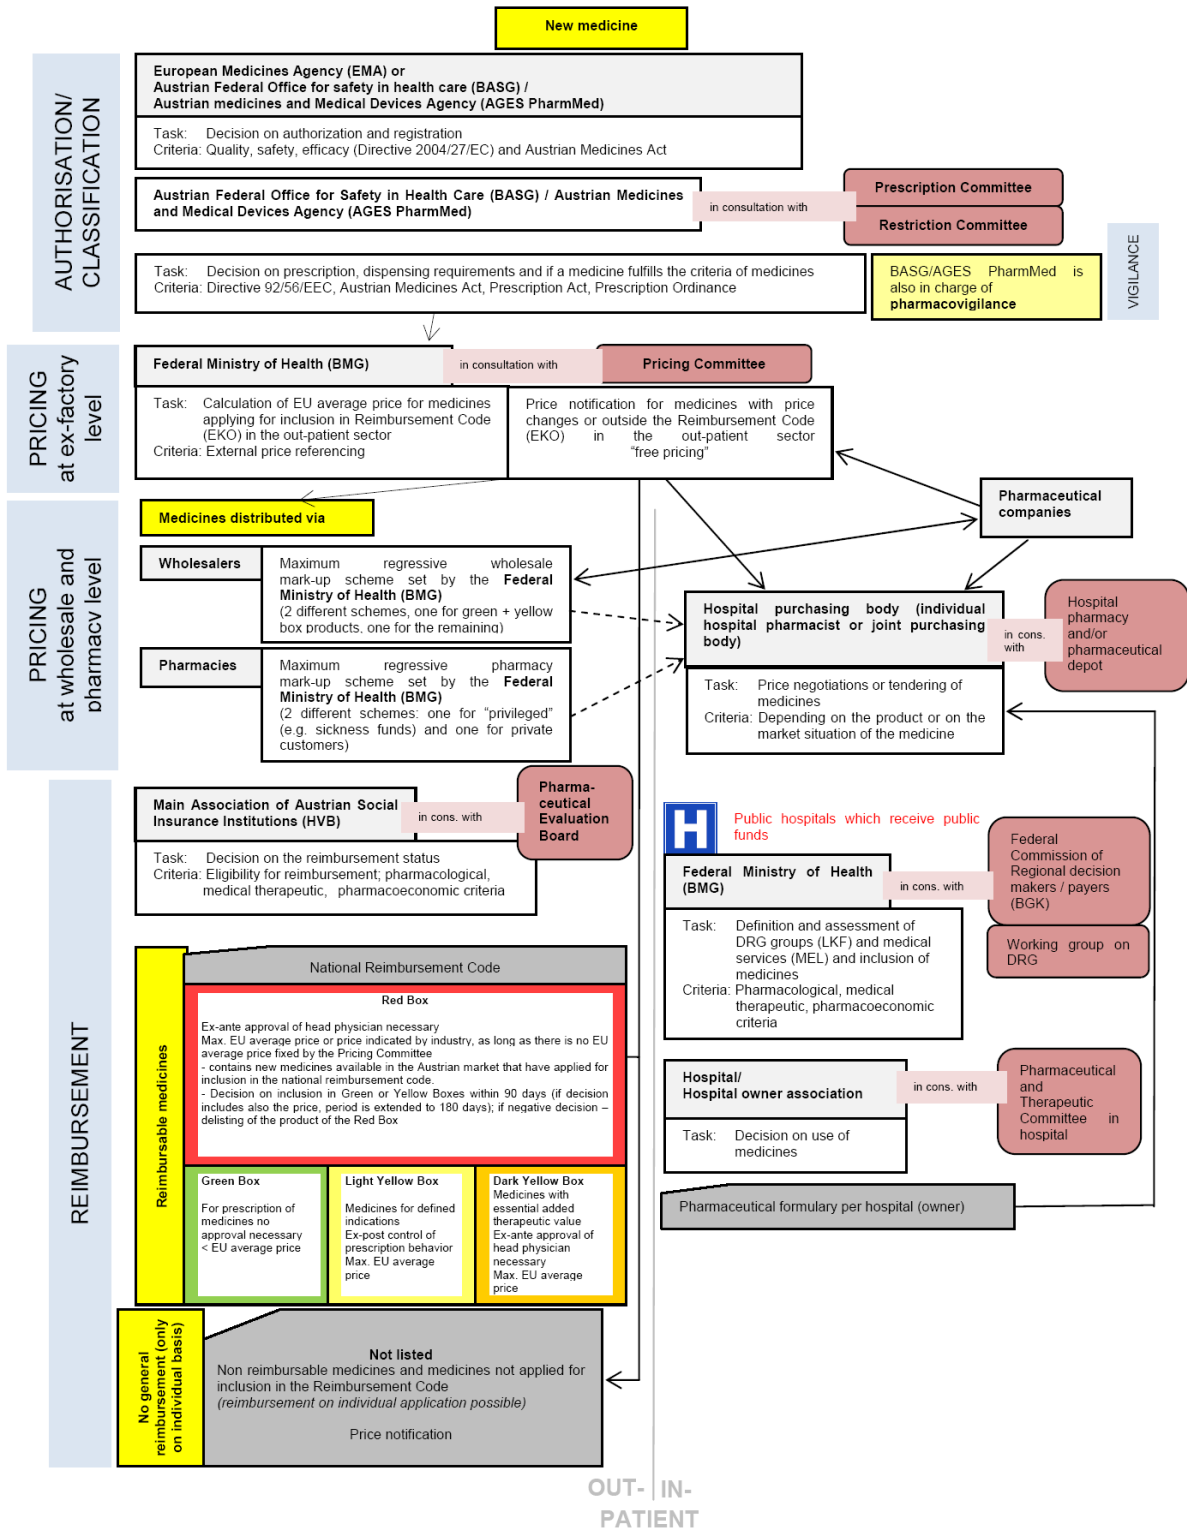 New medicine
AUTHORISATION/
CLASSIFICATION
European Medicines Agency (EMA) or
Austrian Federal Office for safety in health care (BASG) /
Austrian medicines and Medical Devices Agency (AGES PharmMed)
Task: Decision on authorization and registration
Criteria: Quality, safety, efficacy (Directive 2004/27/EC) and Austrian Medicines Act
Austrian Federal Office for Safety in Health Care (BASG) / Austrian Medicines
and Medical Devices Agency (AGES PharmMed)
in consultation with
Prescription Committee
Restriction Committee
Task: Decision on prescription, dispensing requirements and if a medicine fulfills the criteria of medicines
Criteria: Directive 92/56/EEC, Austrian Medicines Act, Prescription Act, Prescription Ordinance
BASG/AGES PharmMed is
also in charge of
pharmacovigilance
VIGILANCE
PRICING
at ex-factory
level
Federal Ministry of Health (BMG)
in consultation with
Pricing Committee
Task: Calculation of EU average price for medicines
applying for inclusion in Reimbursement Code
(EKO) in the out-patient sector
Criteria: External price referencing
Price notification for medicines with price
changes or outside the Reimbursement Code
(EKO) in the out-patient sector
“free pricing”
PRICING
at wholesale and
pharmacy level
Medicines distributed via
Pharmaceutical
companies
Wholesalers
Maximum regressive wholesale
mark-up scheme set by the Federal
Ministry of Health (BMG)
(2 different schemes, one for green + yellow
box products, one for the remaining)
Pharmacies
Maximum regressive pharmacy
mark-up scheme set by the Federal
Ministry of Health (BMG)
(2 different schemes: one for “privileged”
(e.g. sickness funds) and one for private
customers)
Hospital purchasing body (individual
hospital pharmacist or joint purchasing
body)
in cons.
with
Hospital
pharmacy
and/or
pharmaceutical
depot
Task: Price negotiations or tendering of
medicines
Criteria: Depending on the product or on the
market situation of the medicine
REIMBURSEMENT
Main Association of Austrian Social
Insurance Institutions (HVB)
in cons. with
Pharma-
ceutical
Evaluation
Board
Task: Decision on the reimbursement status
Criteria: Eligibility for reimbursement; pharmacological,
medical therapeutic, pharmacoeconomic criteria
H
Public hospitals which receive public
funds
Federal Ministry of Health
(BMG)
in cons. with
Federal
Commission of
Regional decision
makers / payers
(BGK)
Working group on
DRG
Task: Definition and assessment of
DRG groups (LKF) and medical
services (MEL) and inclusion of
medicines
Criteria: Pharmacological, medical
therapeutic, pharmacoeconomic
criteria
Hospital/
Hospital owner association
in cons. with
Pharmaceutical
and
Therapeutic
Committee in
hospital
Task: Decision on use of
medicines
Pharmaceutical formulary per hospital (owner)
Reimbursable medicines
National Reimbursement Code
Red Box
Ex-ante approval of head physician necessary
Max. EU average price or price indicated by industry, as long as there is no EU
average price fixed by the Pricing Committee
- contains new medicines available in the Austrian market that have applied for
inclusion in the national reimbursement code.
- Decision on inclusion in Green or Yellow Boxes within 90 days (if decision
includes also the price, period is extended to 180 days); if negative decision –
delisting of the product of the Red Box
Green Box
For prescription of
medicines no
approval necessary
< EU average price
Light Yellow Box
Medicines for defined
indications
Ex-post control of
prescription behavior
Max. EU average
price
Dark Yellow Box
Medicines with
essential added
therapeutic value
Ex-ante approval of
head physician
necessary
Max. EU average
price
No general
reimbursement (only
on individual basis)
Not listed
Non reimbursable medicines and medicines not applied for
inclusion in the Reimbursement Code
(reimbursement on individual application possible)
Price notification
OUT- IN-
PATIENT